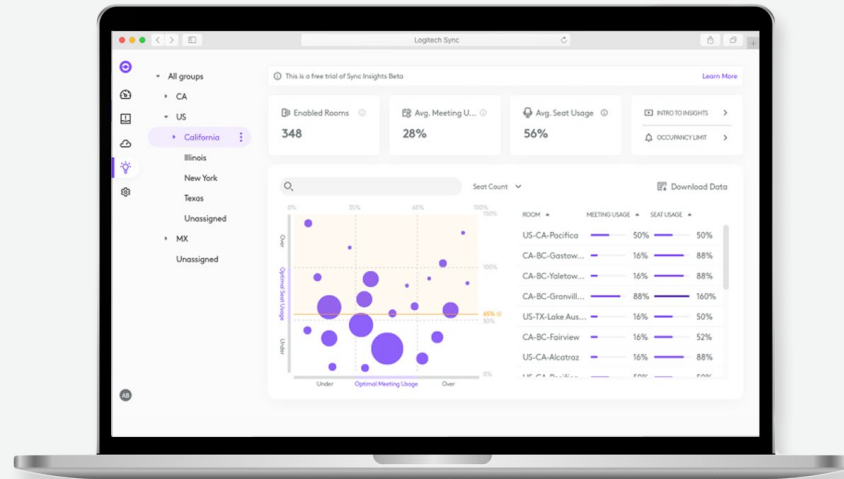 Logitech Sync
All groups
CA
US
California
Illinois
New York
Texas
Unassigned
MX
Unassigned
AB
This is a free trial of Sync Insights Beta
Learn More
Enabled Rooms
348
Avg. Meeting U...
28%
Avg. Seat Usage
56%
INTRO TO INSIGHTS
OCCUPANCY LIMIT
Seat Count
Download Data
0% 35% 65% 100%
150%
100%
65%
50%
0%
Over
Optimal Seat Usage
Under
Under Optimal Meeting Usage Over
ROOM MEETING USAGE SEAT USAGE
US-CA-Pacifica 50% 50%
CA-BC-Gastow... 16% 88%
CA-BC-Yaletow... 16% 88%
CA-BC-Granvill... 88% 160%
US-TX-Lake Aus... 16% 50%
CA-BC-Fairview 16% 52%
US-CA-Alcatraz 16% 88%